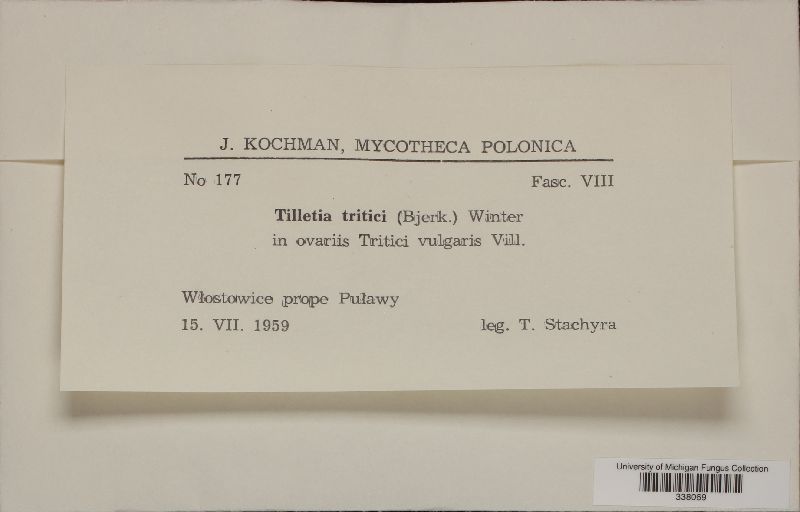 J. KOCHMAN, MYCOTHECA POLONICA
No 177 Fasc. VIII
Tilletia tritici (Bjerk.) Winter
in ovariis Tritici vulgaris Vill.
Włostowice prope Puławy
15. VII. 1959 leg. T. Stachyra
University of Michigan Fungus Collection
338069